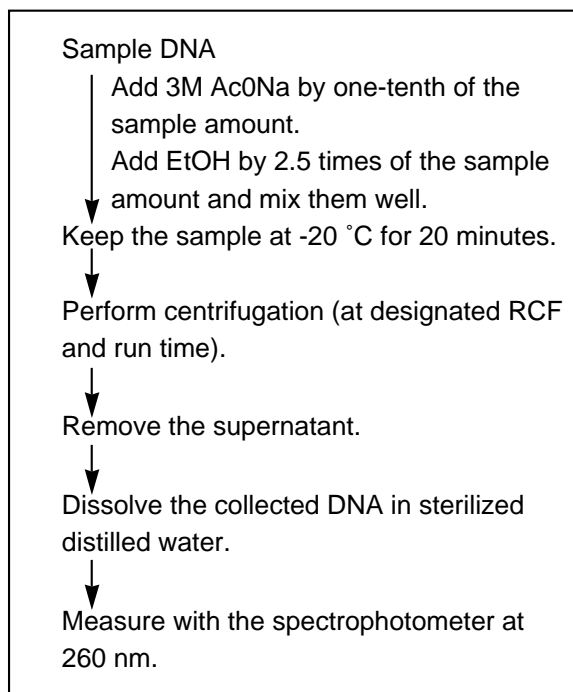 Sample DNA
Add 3M Ac0Na by one-tenth of the
sample amount.
Add EtOH by 2.5 times of the sample
amount and mix them well.
Keep the sample at -20 ˚C for 20 minutes.
Perform centrifugation (at designated RCF
and run time).
Remove the supernatant.
Dissolve the collected DNA in sterilized
distilled water.
Measure with the spectrophotometer at
260 nm.